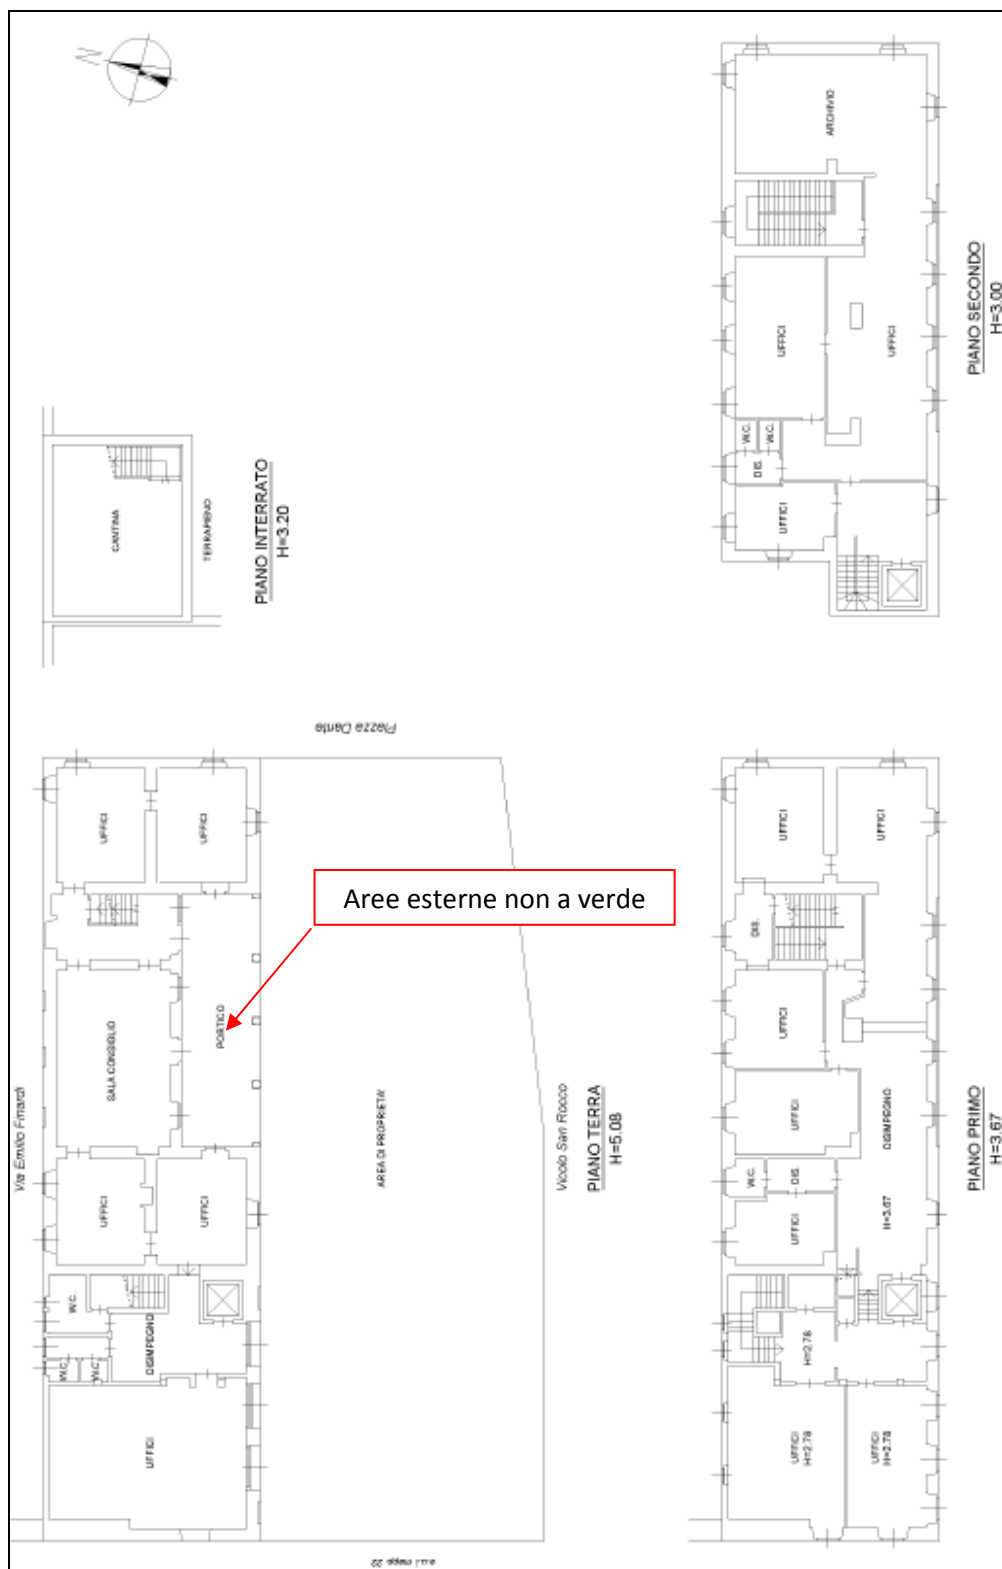 N
ARCHIVIO
UFFICI
UFFICI
W.C.
W.C.
DIS.
UFFICI
PIANO SECONDO
H=3.00
CANTINA
TERRAPIENO
PIANO INTERRATO
H=3.20
Piazza Dante
UFFICI
UFFICI
Aree esterne non a verde
PORTICO
SALA CONSIGLIO
Via Emilio Finardi
UFFICI
UFFICI
W.C.
DISIMPEGNO
W.C.
W.C.
UFFICI
AREA DI PROPRIETA'
Vicolo San Rocco
PIANO TERRA
H=5.08
a.u.i mapp. 22
UFFICI
UFFICI
DIS.
UFFICI
UFFICI
DISIMPEGNO
W.C.
DIS.
UFFICI
H=3.67
H=2.78
UFFICI
H=2.78
UFFICI
H=2.78
PIANO PRIMO
H=3.67